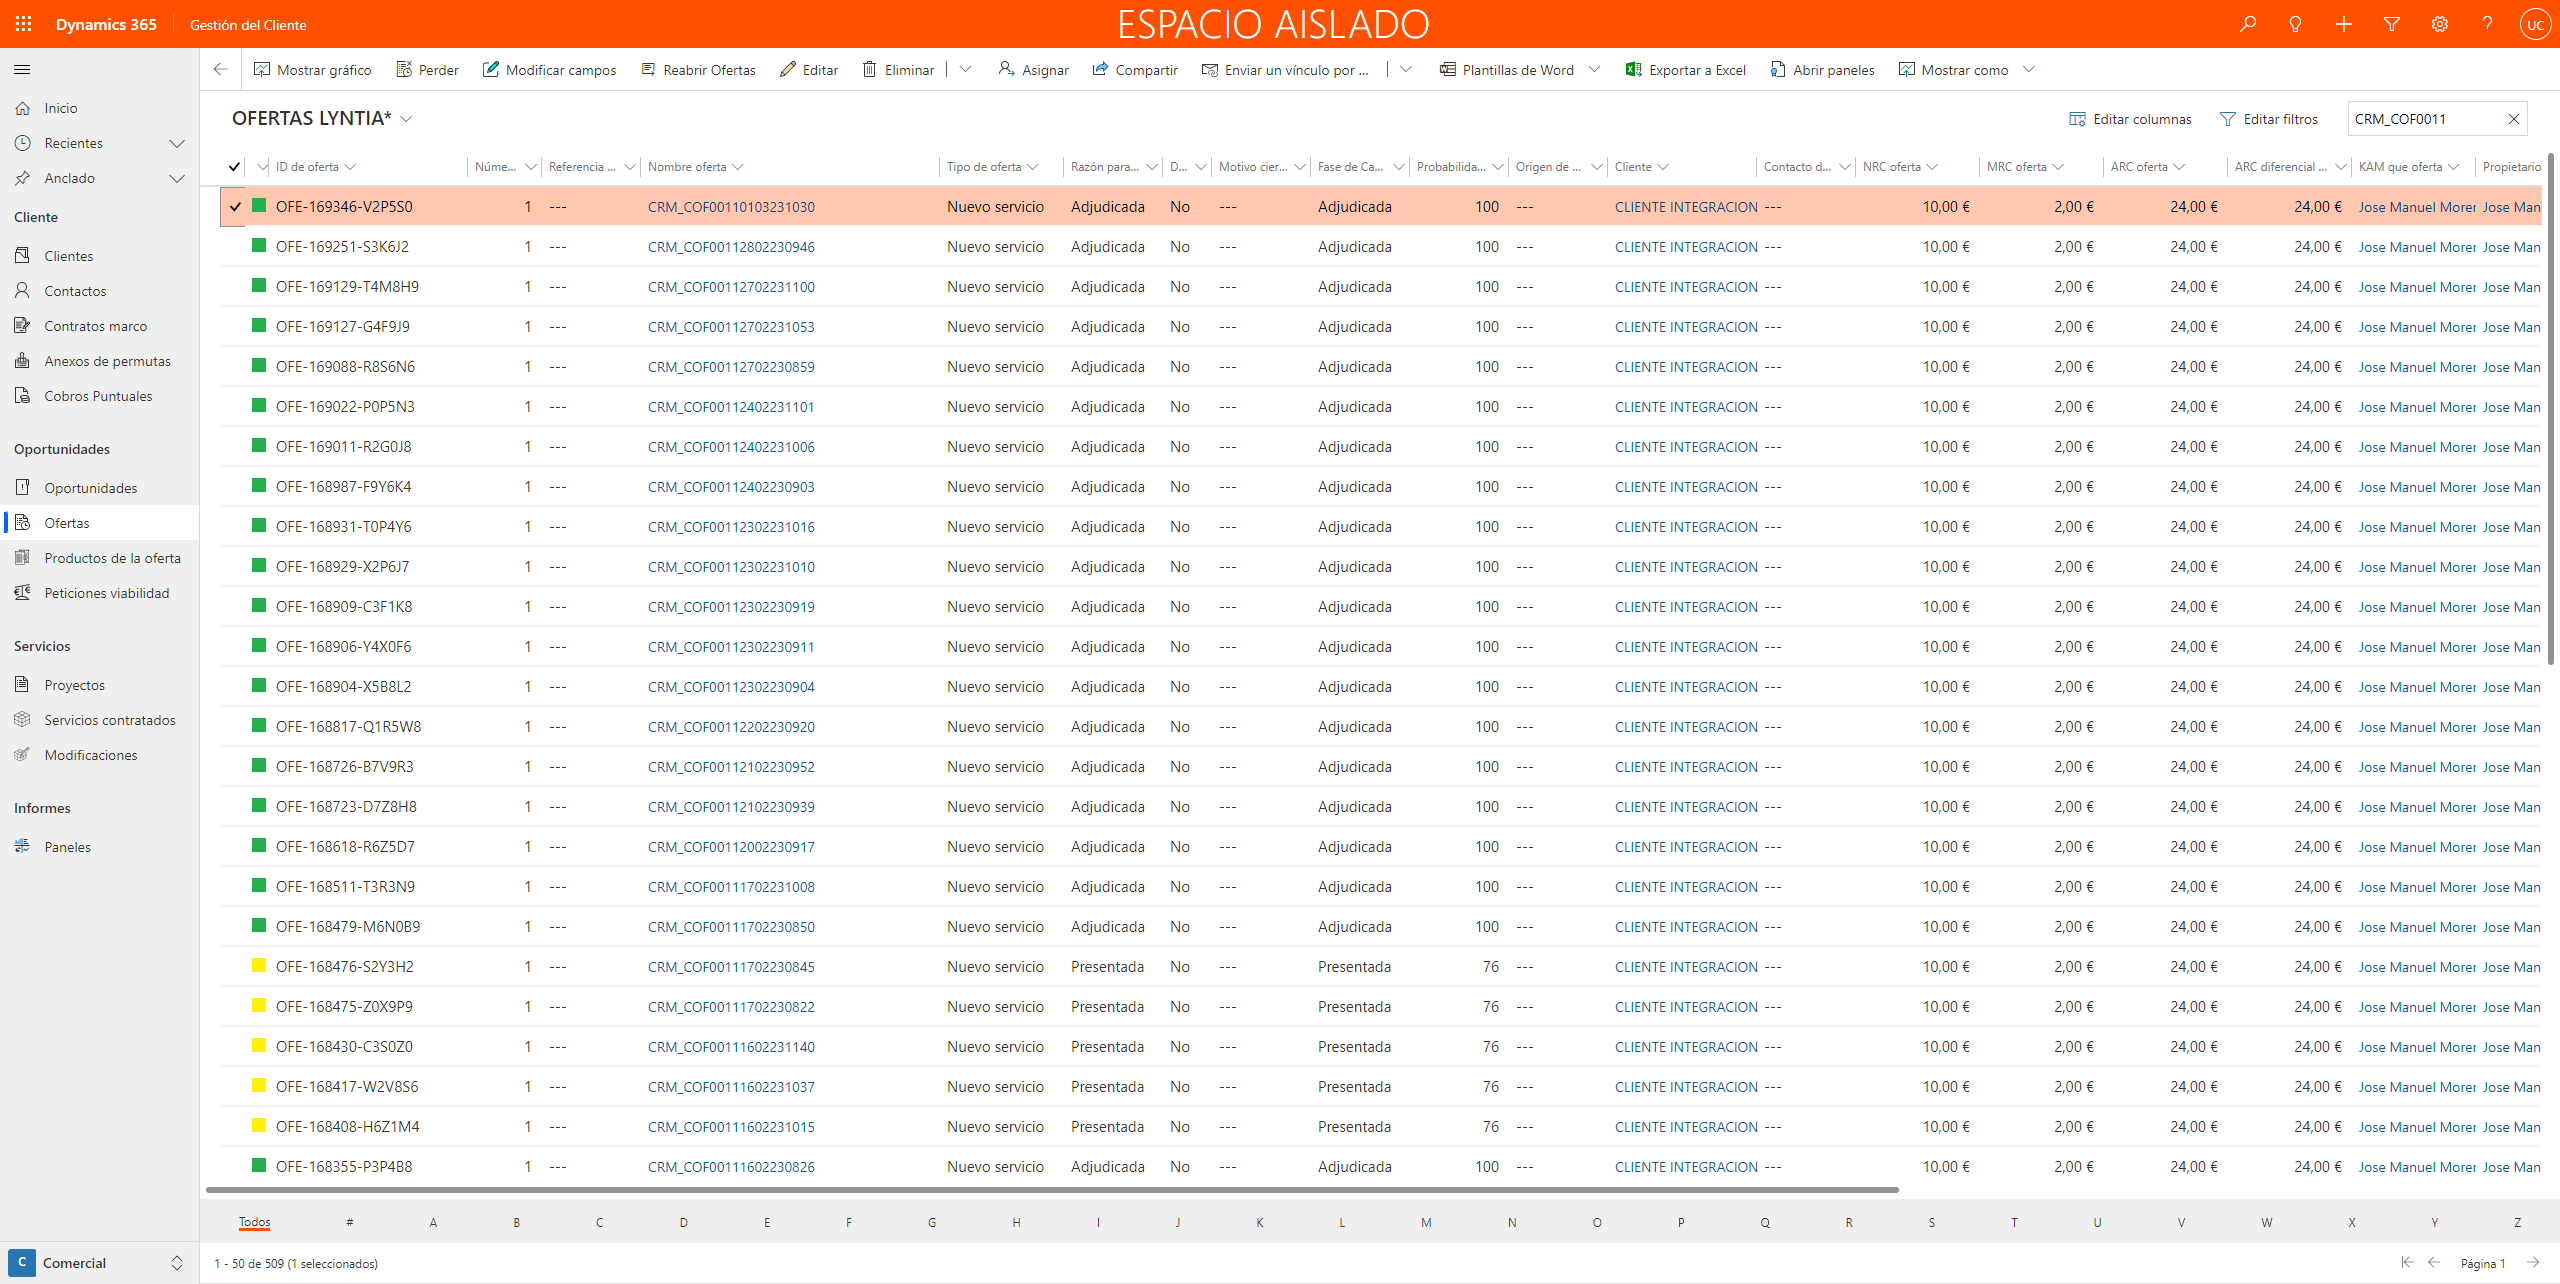 Dynamics 365 Gestión del Cliente ESPACIO AISLADO UC
Mostrar gráfico Perder Modificar campos Reabrir Ofertas Editar Eliminar Asignar Compartir Enviar un vínculo por ... Plantillas de Word Exportar a Excel Abrir paneles Mostrar como
Inicio
Recientes
Anclado
Cliente
Clientes
Contactos
Contratos marco
Anexos de permutas
Cobros Puntuales
Oportunidades
Oportunidades
Ofertas
Productos de la oferta
Peticiones viabilidad
Servicios
Proyectos
Servicios contratados
Modificaciones
Informes
Paneles
C Comercial
OFERTAS LYNTIA* Editar columnas Editar filtros CRM_COF0011
ID de oferta Núme... Referencia ... Nombre oferta Tipo de oferta Razón para... D... Motivo cier... Fase de Ca... Probabilida... Origen de ... Cliente Contacto d... NRC oferta MRC oferta ARC oferta ARC diferencial ... KAM que oferta Propietario
OFE-169346-V2P5S0 1 --- CRM_COF00110103231030 Nuevo servicio Adjudicada No --- Adjudicada 100 --- CLIENTE INTEGRACION --- 10,00 € 2,00 € 24,00 € 24,00 € Jose Manuel Morer Jose Man
OFE-169251-S3K6J2 1 --- CRM_COF00112802230946 Nuevo servicio Adjudicada No --- Adjudicada 100 --- CLIENTE INTEGRACION --- 10,00 € 2,00 € 24,00 € 24,00 € Jose Manuel Morer Jose Man
OFE-169129-T4M8H9 1 --- CRM_COF00112702231100 Nuevo servicio Adjudicada No --- Adjudicada 100 --- CLIENTE INTEGRACION --- 10,00 € 2,00 € 24,00 € 24,00 € Jose Manuel Morer Jose Man
OFE-169127-G4F9J9 1 --- CRM_COF00112702231053 Nuevo servicio Adjudicada No --- Adjudicada 100 --- CLIENTE INTEGRACION --- 10,00 € 2,00 € 24,00 € 24,00 € Jose Manuel Morer Jose Man
OFE-169088-R8S6N6 1 --- CRM_COF00112702230859 Nuevo servicio Adjudicada No --- Adjudicada 100 --- CLIENTE INTEGRACION --- 10,00 € 2,00 € 24,00 € 24,00 € Jose Manuel Morer Jose Man
OFE-169022-P0P5N3 1 --- CRM_COF00112402231101 Nuevo servicio Adjudicada No --- Adjudicada 100 --- CLIENTE INTEGRACION --- 10,00 € 2,00 € 24,00 € 24,00 € Jose Manuel Morer Jose Man
OFE-169011-R2G0J8 1 --- CRM_COF00112402231006 Nuevo servicio Adjudicada No --- Adjudicada 100 --- CLIENTE INTEGRACION --- 10,00 € 2,00 € 24,00 € 24,00 € Jose Manuel Morer Jose Man
OFE-168987-F9Y6K4 1 --- CRM_COF00112402230903 Nuevo servicio Adjudicada No --- Adjudicada 100 --- CLIENTE INTEGRACION --- 10,00 € 2,00 € 24,00 € 24,00 € Jose Manuel Morer Jose Man
OFE-168931-T0P4Y6 1 --- CRM_COF00112302231016 Nuevo servicio Adjudicada No --- Adjudicada 100 --- CLIENTE INTEGRACION --- 10,00 € 2,00 € 24,00 € 24,00 € Jose Manuel Morer Jose Man
OFE-168929-X2P6J7 1 --- CRM_COF00112302231010 Nuevo servicio Adjudicada No --- Adjudicada 100 --- CLIENTE INTEGRACION --- 10,00 € 2,00 € 24,00 € 24,00 € Jose Manuel Morer Jose Man
OFE-168909-C3F1K8 1 --- CRM_COF00112302230919 Nuevo servicio Adjudicada No --- Adjudicada 100 --- CLIENTE INTEGRACION --- 10,00 € 2,00 € 24,00 € 24,00 € Jose Manuel Morer Jose Man
OFE-168906-Y4X0F6 1 --- CRM_COF00112302230911 Nuevo servicio Adjudicada No --- Adjudicada 100 --- CLIENTE INTEGRACION --- 10,00 € 2,00 € 24,00 € 24,00 € Jose Manuel Morer Jose Man
OFE-168904-X5B8L2 1 --- CRM_COF00112302230904 Nuevo servicio Adjudicada No --- Adjudicada 100 --- CLIENTE INTEGRACION --- 10,00 € 2,00 € 24,00 € 24,00 € Jose Manuel Morer Jose Man
OFE-168817-Q1R5W8 1 --- CRM_COF00112202230920 Nuevo servicio Adjudicada No --- Adjudicada 100 --- CLIENTE INTEGRACION --- 10,00 € 2,00 € 24,00 € 24,00 € Jose Manuel Morer Jose Man
OFE-168726-B7V9R3 1 --- CRM_COF00112102230952 Nuevo servicio Adjudicada No --- Adjudicada 100 --- CLIENTE INTEGRACION --- 10,00 € 2,00 € 24,00 € 24,00 € Jose Manuel Morer Jose Man
OFE-168723-D7Z8H8 1 --- CRM_COF00112102230939 Nuevo servicio Adjudicada No --- Adjudicada 100 --- CLIENTE INTEGRACION --- 10,00 € 2,00 € 24,00 € 24,00 € Jose Manuel Morer Jose Man
OFE-168618-R6Z5D7 1 --- CRM_COF00112002230917 Nuevo servicio Adjudicada No --- Adjudicada 100 --- CLIENTE INTEGRACION --- 10,00 € 2,00 € 24,00 € 24,00 € Jose Manuel Morer Jose Man
OFE-168511-T3R3N9 1 --- CRM_COF00111702231008 Nuevo servicio Adjudicada No --- Adjudicada 100 --- CLIENTE INTEGRACION --- 10,00 € 2,00 € 24,00 € 24,00 € Jose Manuel Morer Jose Man
OFE-168479-M6N0B9 1 --- CRM_COF00111702230850 Nuevo servicio Adjudicada No --- Adjudicada 100 --- CLIENTE INTEGRACION --- 10,00 € 2,00 € 24,00 € 24,00 € Jose Manuel Morer Jose Man
OFE-168476-S2Y3H2 1 --- CRM_COF00111702230845 Nuevo servicio Presentada No --- Presentada 76 --- CLIENTE INTEGRACION --- 10,00 € 2,00 € 24,00 € 24,00 € Jose Manuel Morer Jose Man
OFE-168475-Z0X9P9 1 --- CRM_COF00111702230822 Nuevo servicio Presentada No --- Presentada 76 --- CLIENTE INTEGRACION --- 10,00 € 2,00 € 24,00 € 24,00 € Jose Manuel Morer Jose Man
OFE-168430-C3S0Z0 1 --- CRM_COF00111602231140 Nuevo servicio Presentada No --- Presentada 76 --- CLIENTE INTEGRACION --- 10,00 € 2,00 € 24,00 € 24,00 € Jose Manuel Morer Jose Man
OFE-168417-W2V8S6 1 --- CRM_COF00111602231037 Nuevo servicio Presentada No --- Presentada 76 --- CLIENTE INTEGRACION --- 10,00 € 2,00 € 24,00 € 24,00 € Jose Manuel Morer Jose Man
OFE-168408-H6Z1M4 1 --- CRM_COF00111602231015 Nuevo servicio Presentada No --- Presentada 76 --- CLIENTE INTEGRACION --- 10,00 € 2,00 € 24,00 € 24,00 € Jose Manuel Morer Jose Man
OFE-168355-P3P4B8 1 --- CRM_COF00111602230826 Nuevo servicio Adjudicada No --- Adjudicada 100 --- CLIENTE INTEGRACION --- 10,00 € 2,00 € 24,00 € 24,00 € Jose Manuel Morer Jose Man
Todos # A B C D E F G H I J K L M N O P Q R S T U V W X Y Z
1 - 50 de 509 (1 seleccionados) Página 1